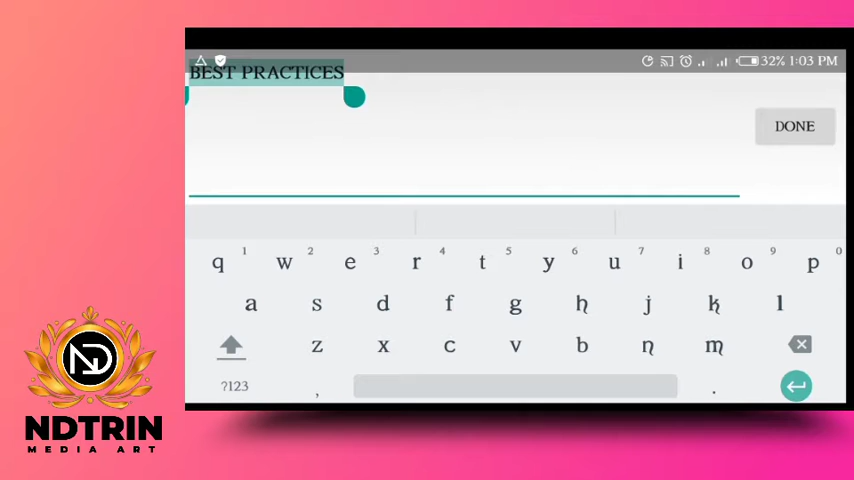 32% 1:03 PM
BEST PRACTICES
DONE
1 2 3 4 5 6 7 8 9 0
q w e r t y u i o p
a s d f g h j k l
z x c v b n m
?123 , .
ND
NDTRIN
MEDIA ART